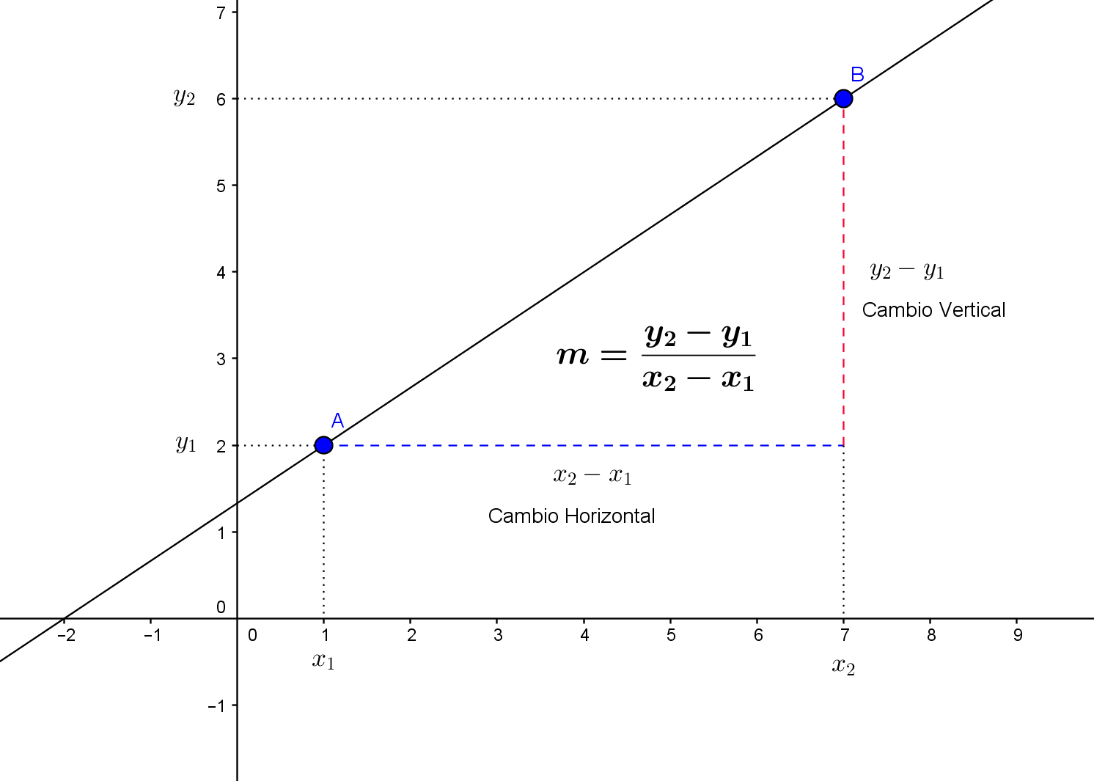 7
B
y₂ 6
5
4
y₂ − y₁
Cambio Vertical
3
m = (y₂ − y₁)/(x₂ − x₁)
A
y₁ 2
x₂ − x₁
Cambio Horizontal
1
0
−2 −1 0 1 2 3 4 5 6 7 8 9
x₁ x₂
−1